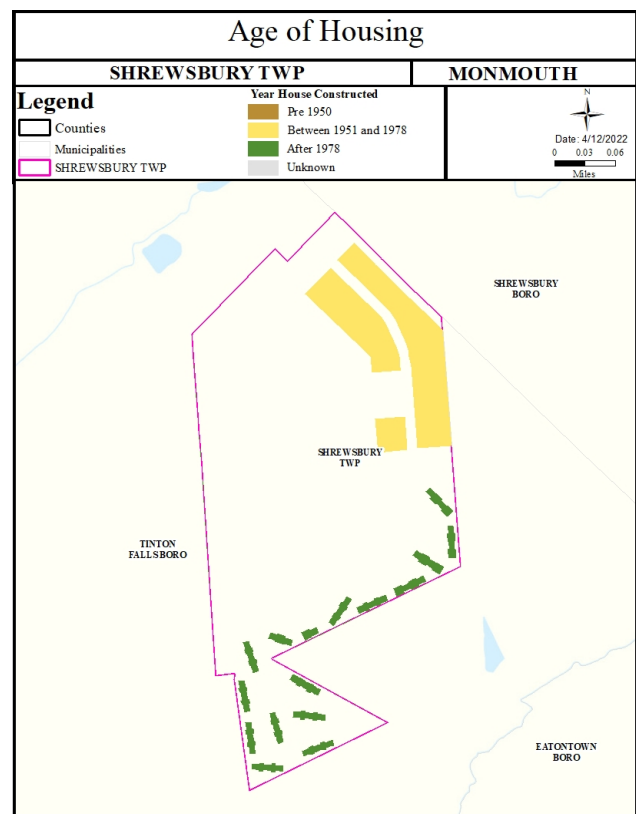 Age of Housing
SHREWSBURY TWP
MONMOUTH
Legend
Counties
Municipalities
SHREWSBURY TWP
Year House Constructed
Pre 1950
Between 1951 and 1978
After 1978
Unknown
N
Date: 4/12/2022
0 0.03 0.06
Miles
SHREWSBURY
BORO
SHREWSBURY
TWP
TINTON
FALLS BORO
EATONTOWN
BORO